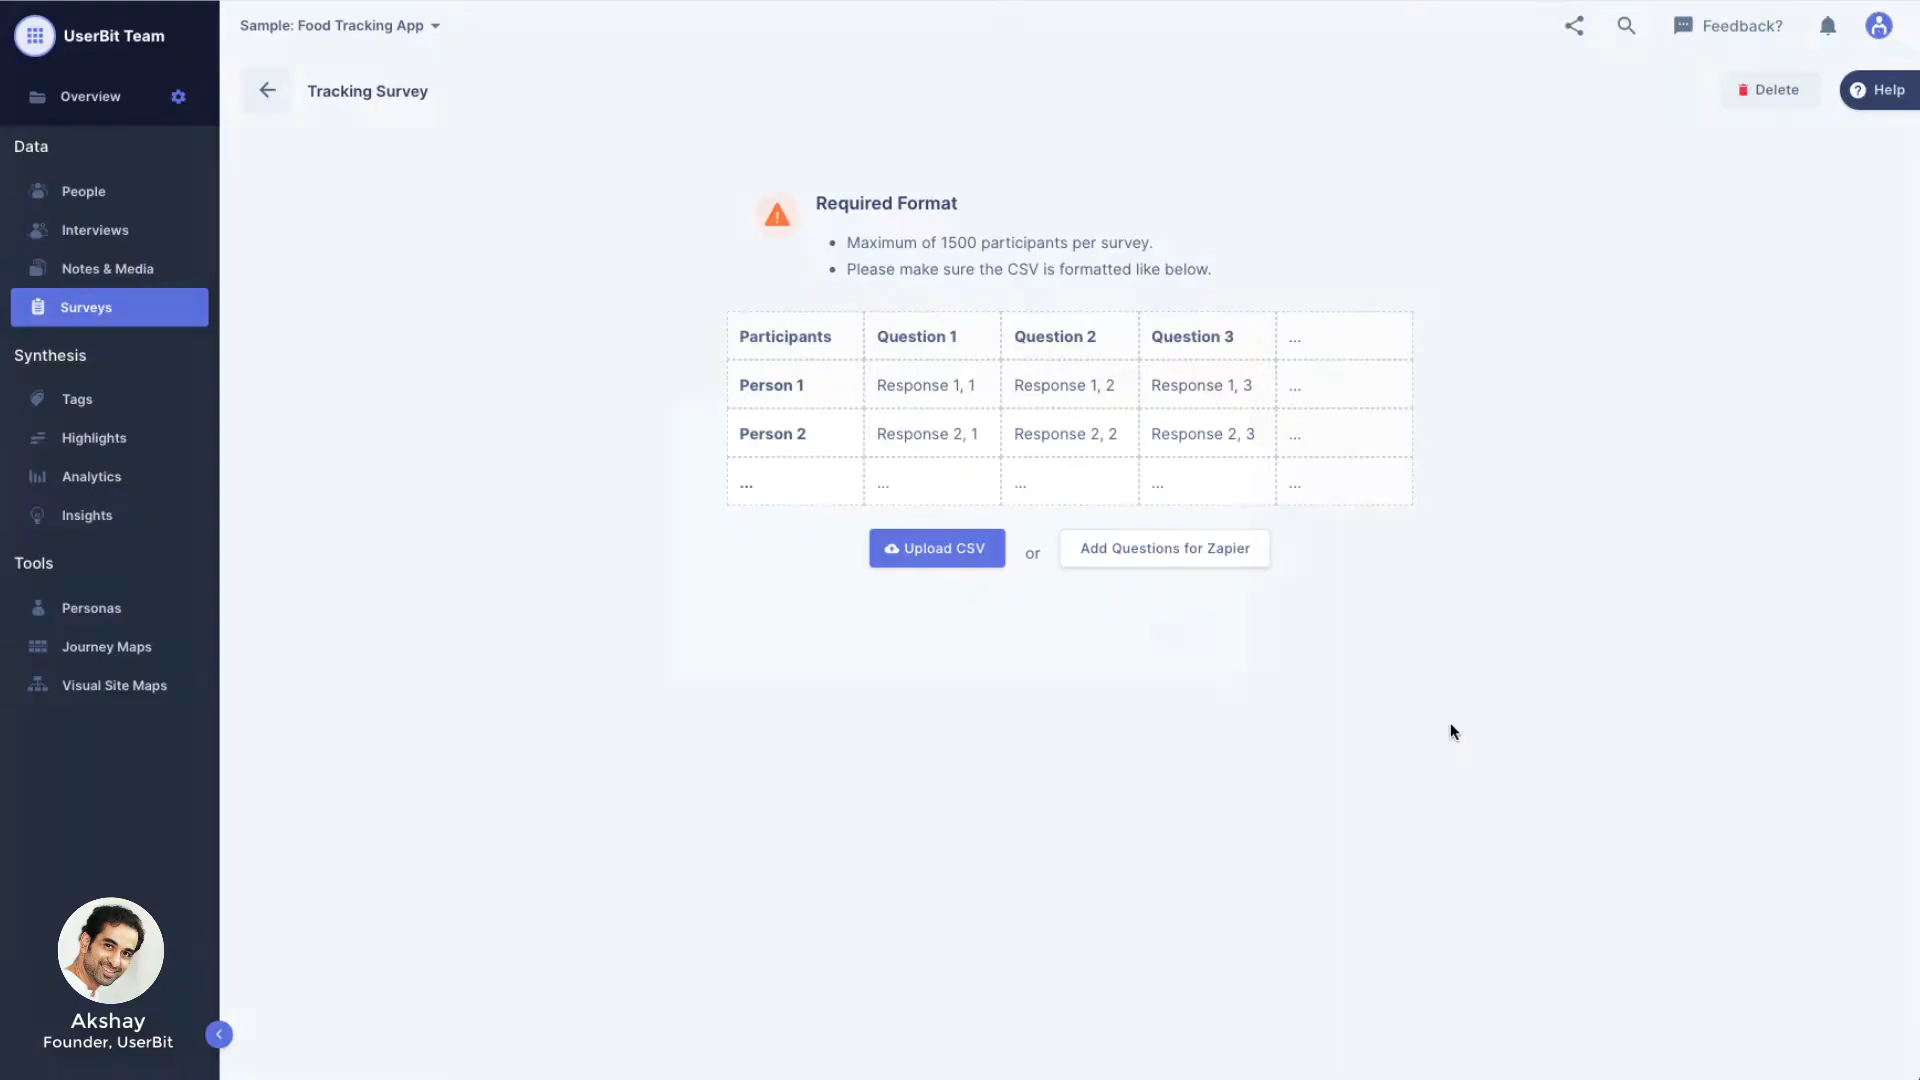 UserBit Team
Sample: Food Tracking App
Feedback?
Overview
Tracking Survey
Delete
Help
Data
People
Interviews
Notes & Media
Surveys
Synthesis
Tags
Highlights
Analytics
Insights
Tools
Personas
Journey Maps
Visual Site Maps
Required Format
Maximum of 1500 participants per survey.
Please make sure the CSV is formatted like below.
Participants Question 1 Question 2 Question 3 ...
Person 1 Response 1, 1 Response 1, 2 Response 1, 3 ...
Person 2 Response 2, 1 Response 2, 2 Response 2, 3 ...
... ... ... ... ...
Upload CSV or Add Questions for Zapier
Akshay
Founder, UserBit